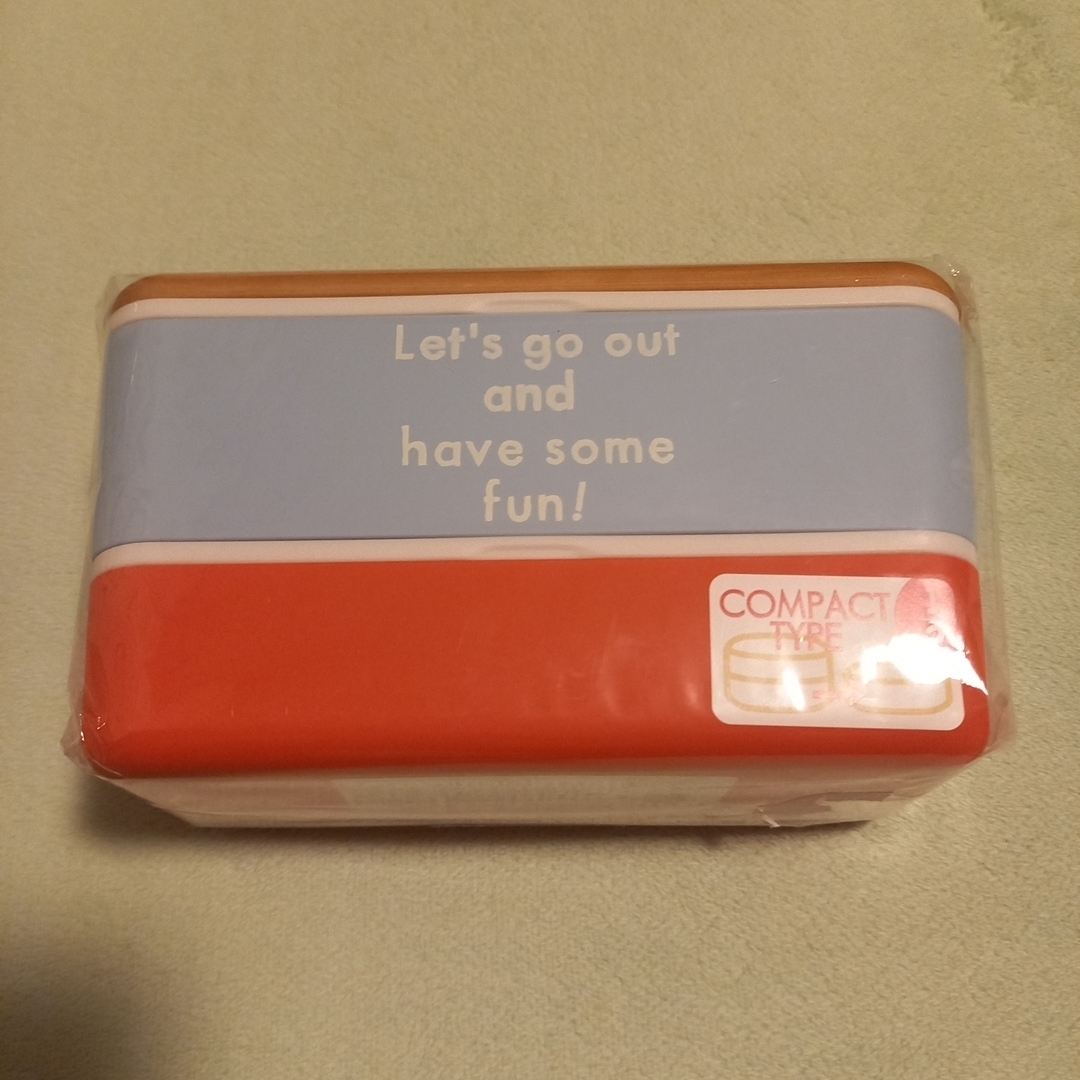 Let's go out
and
have some
fun!
COMPACT
TYPE